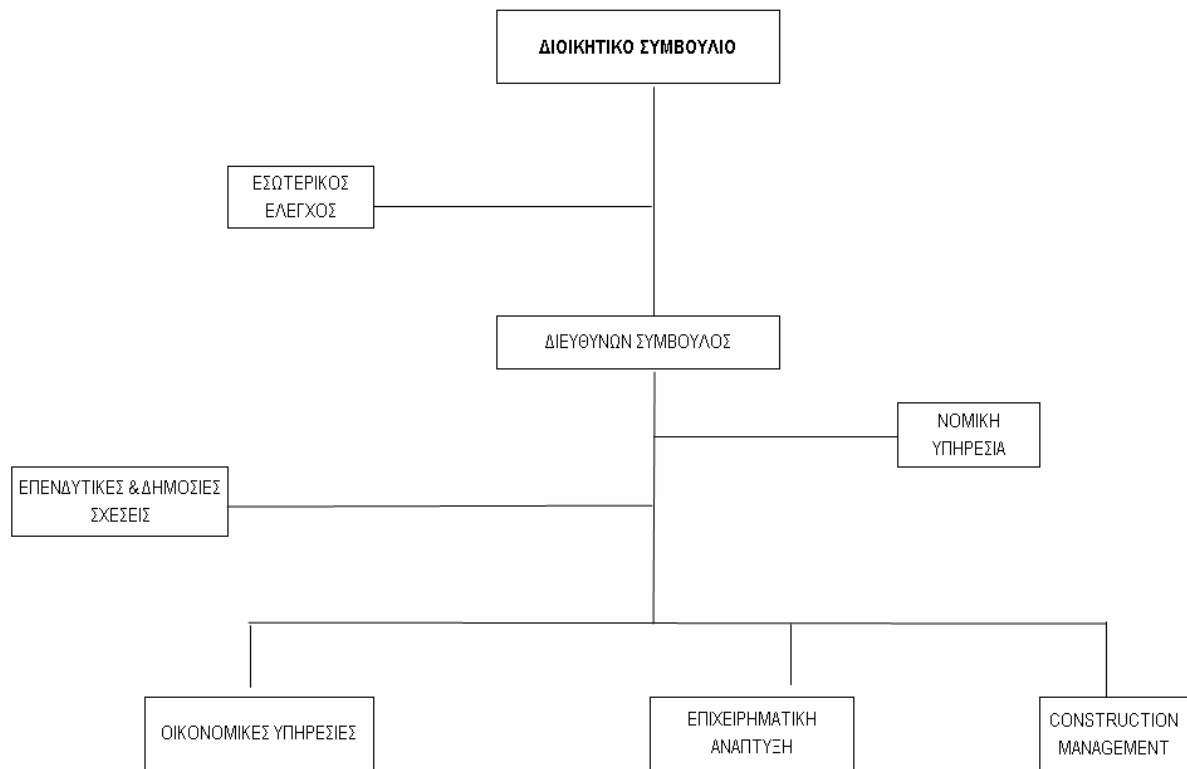 ΔΙΟΙΚΗΤΙΚΟ ΣΥΜΒΟΥΛΙΟ
ΕΣΩΤΕΡΙΚΟΣ
ΕΛΕΓΧΟΣ
ΔΙΕΥΘΥΝΩΝ ΣΥΜΒΟΥΛΟΣ
ΝΟΜΙΚΗ
ΥΠΗΡΕΣΙΑ
ΕΠΕΝΔΥΤΙΚΕΣ &ΔΗΜΟΣΙΕΣ
ΣΧΕΣΕΙΣ
ΟΙΚΟΝΟΜΙΚΕΣ ΥΠΗΡΕΣΙΕΣ
ΕΠΙΧΕΙΡΗΜΑΤΙΚΗ
ΑΝΑΠΤΥΞΗ
CONSTRUCTION
MANAGEMENT